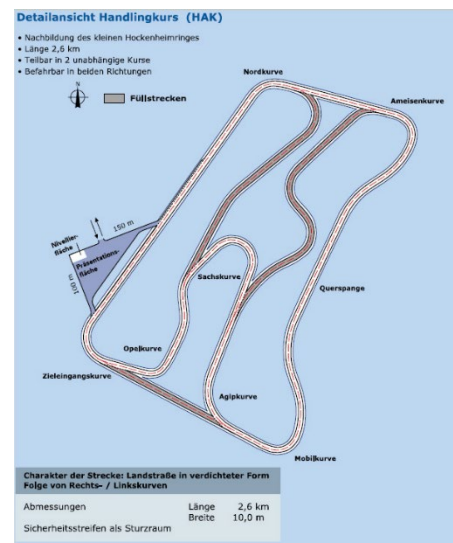 Detailansicht Handlingkurs (HAK)
• Nachbildung des kleinen Hockenheimringes
• Länge 2,6 km
• Teilbar in 2 unabhängige Kurse
• Befahrbar in beiden Richtungen
N
Füllstrecken
Nordkurve
Ameisenkurve
150 m
Nivellier-
fläche
Präsentations-
fläche
100 m
Sachskurve
Querspange
Opelkurve
Zieleingangskurve
Agipkurve
Mobilkurve
Charakter der Strecke: Landstraße in verdichteter Form
Folge von Rechts- / Linkskurven
Abmessungen Länge 2,6 km
Breite 10,0 m
Sicherheitsstreifen als Sturzraum